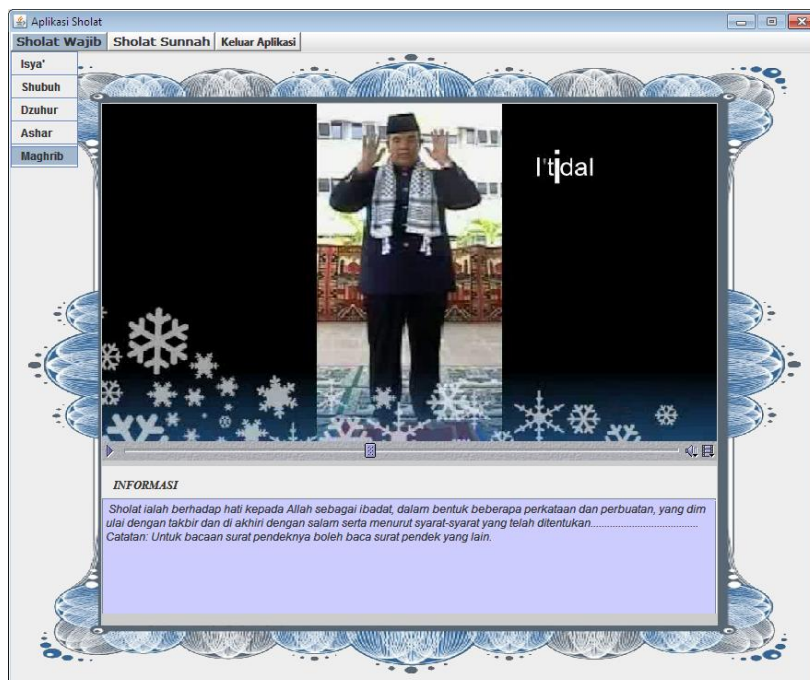 Aplikasi Sholat
Sholat Wajib Sholat Sunnah Keluar Aplikasi
Isya'
Shubuh
Dzuhur
Ashar
Maghrib
I'tidal
INFORMASI
Sholat ialah berhadap hati kepada Allah sebagai ibadat, dalam bentuk beberapa perkataan dan perbuatan, yang dim
ulai dengan takbir dan di akhiri dengan salam serta menurut syarat-syarat yang telah ditentukan......................................
Catatan: Untuk bacaan surat pendeknya boleh baca surat pendek yang lain.